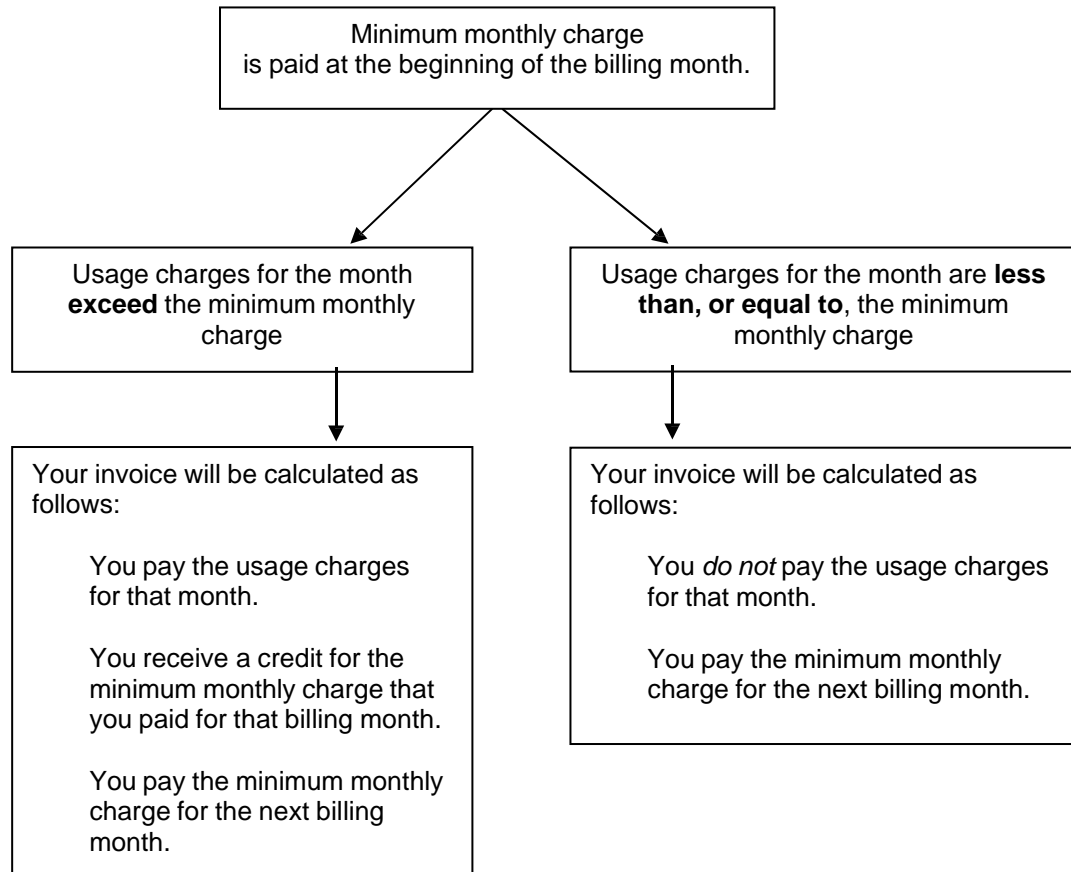 Minimum monthly charge
is paid at the beginning of the billing month.
Usage charges for the month
exceed the minimum monthly
charge
Usage charges for the month are less
than, or equal to, the minimum
monthly charge
Your invoice will be calculated as
follows:
You pay the usage charges
for that month.
You receive a credit for the
minimum monthly charge that
you paid for that billing month.
You pay the minimum monthly
charge for the next billing
month.
Your invoice will be calculated as
follows:
You do not pay the usage charges
for that month.
You pay the minimum monthly
charge for the next billing month.